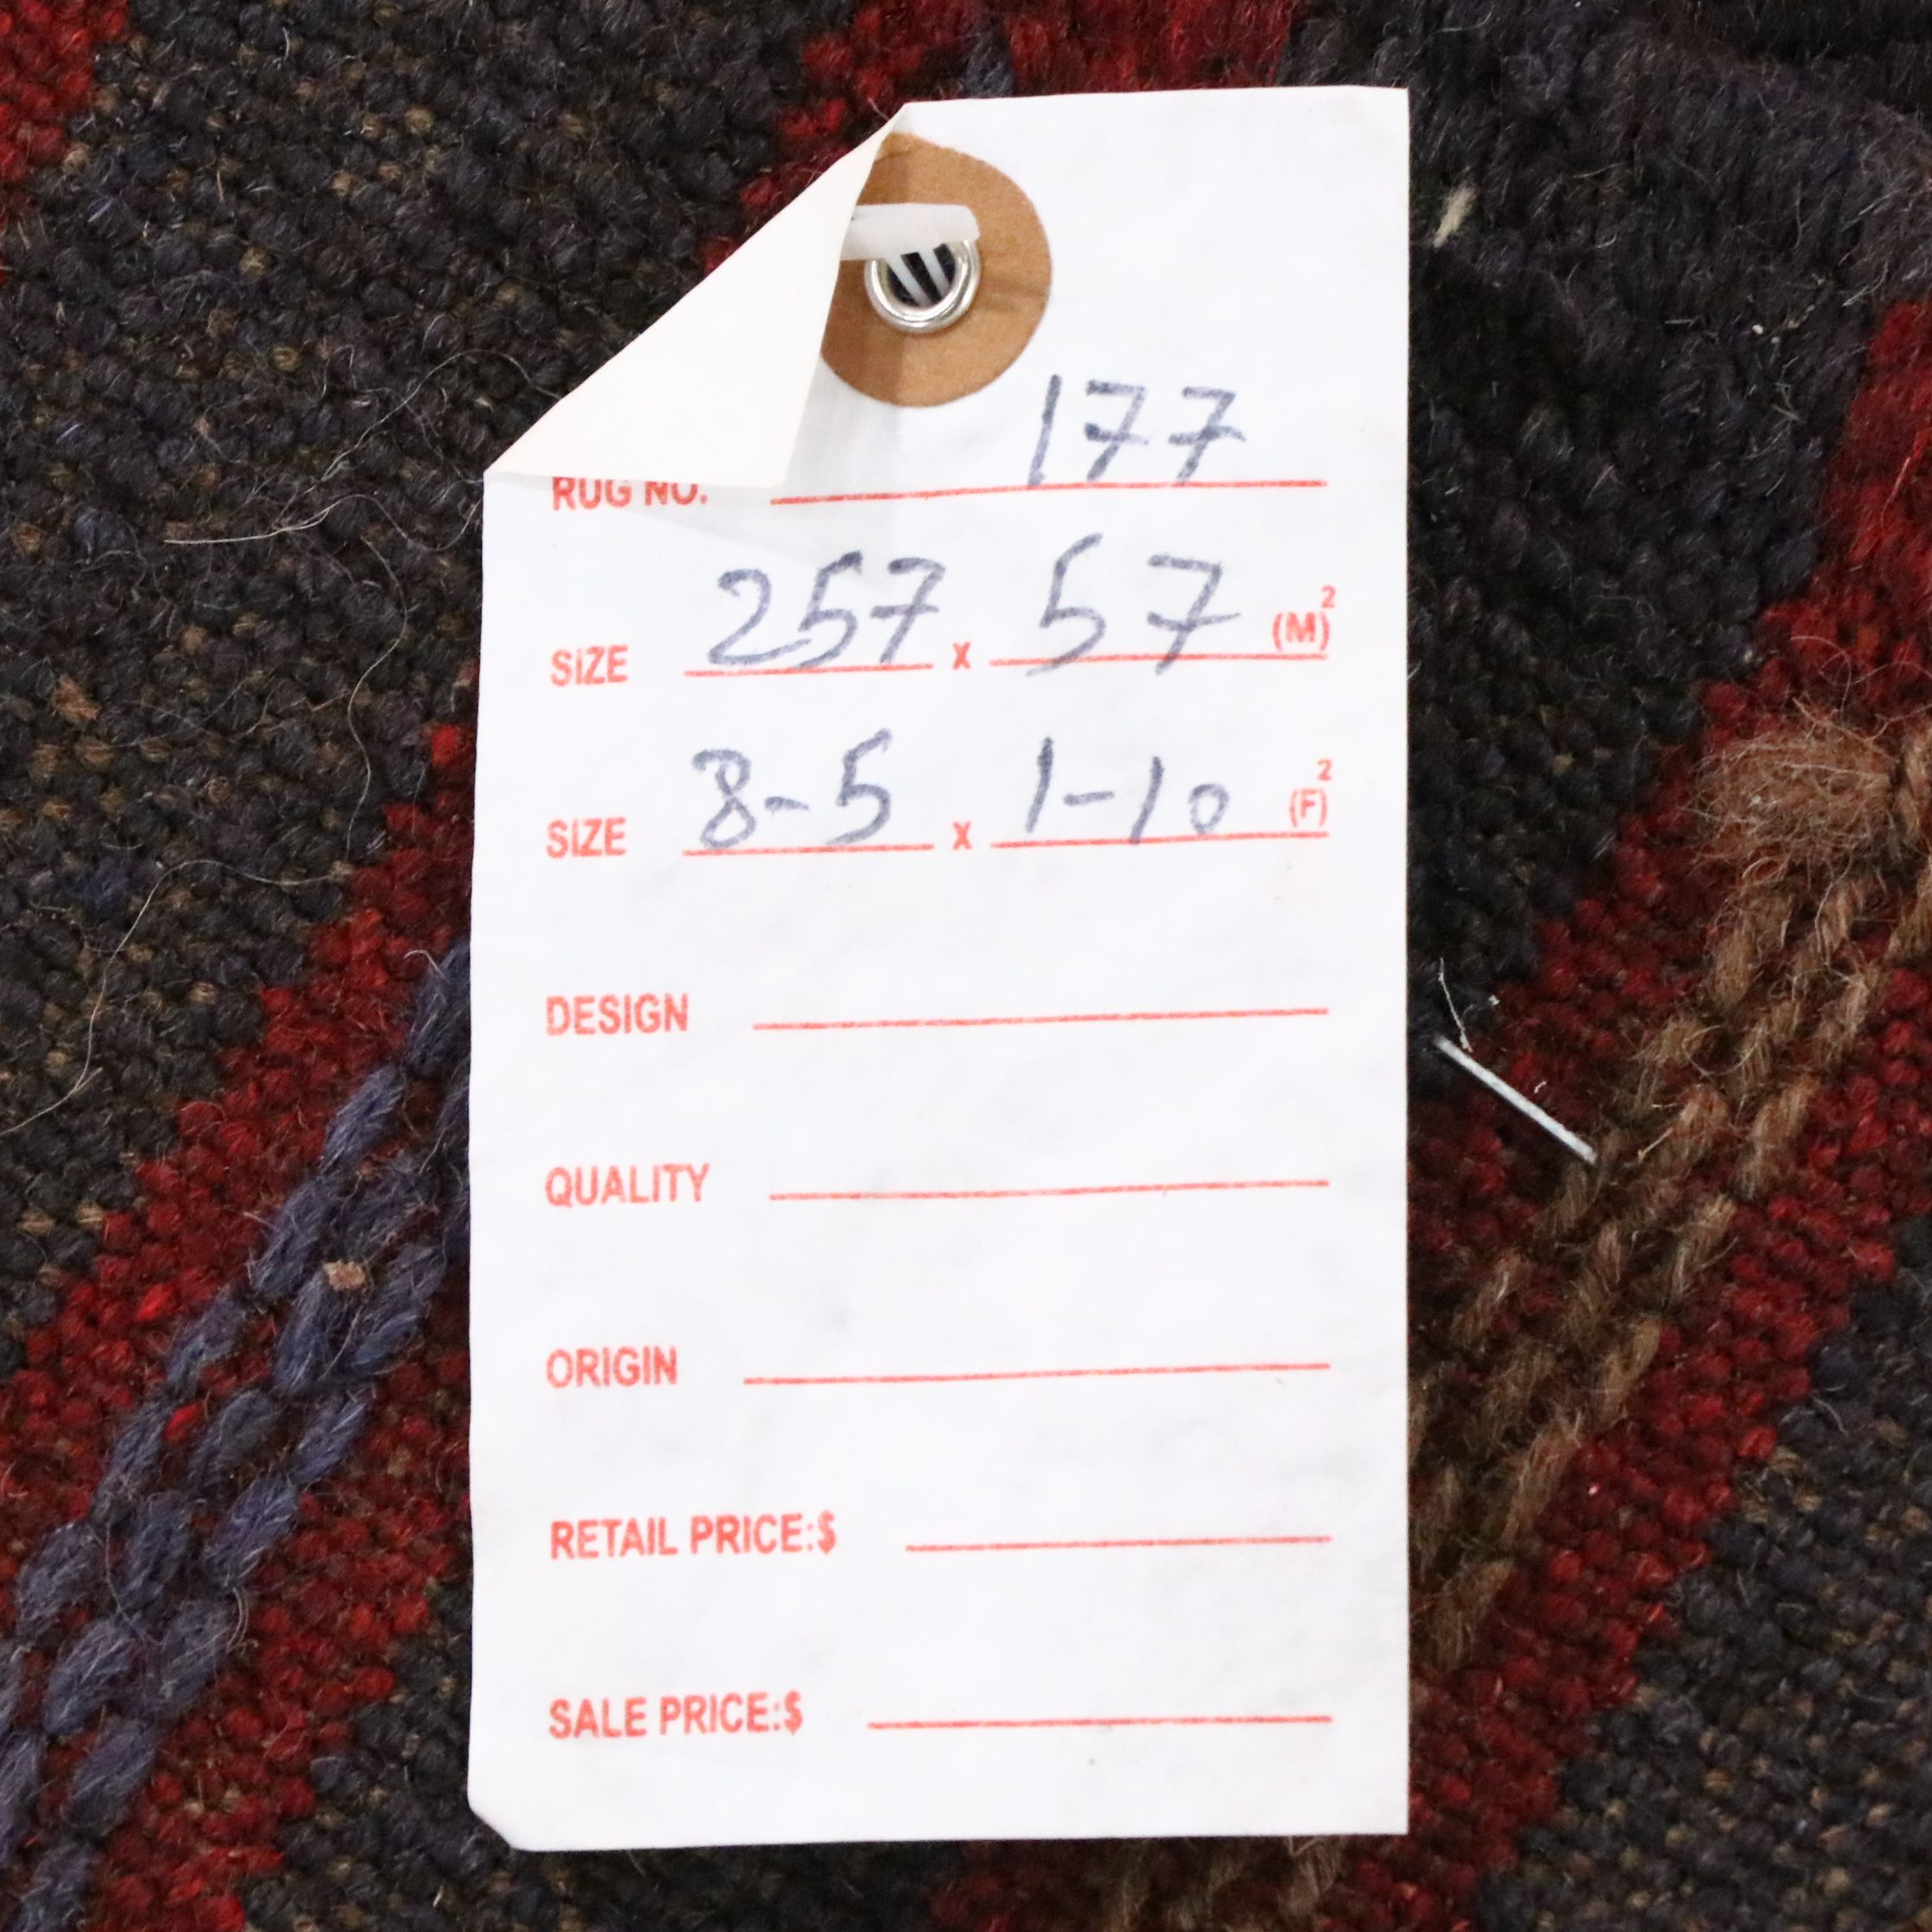 RUG NO. 177
SIZE 257 x 57 (M)²
SIZE 8-5 x 1-10 (F)²
DESIGN
QUALITY
ORIGIN
RETAIL PRICE:$
SALE PRICE:$